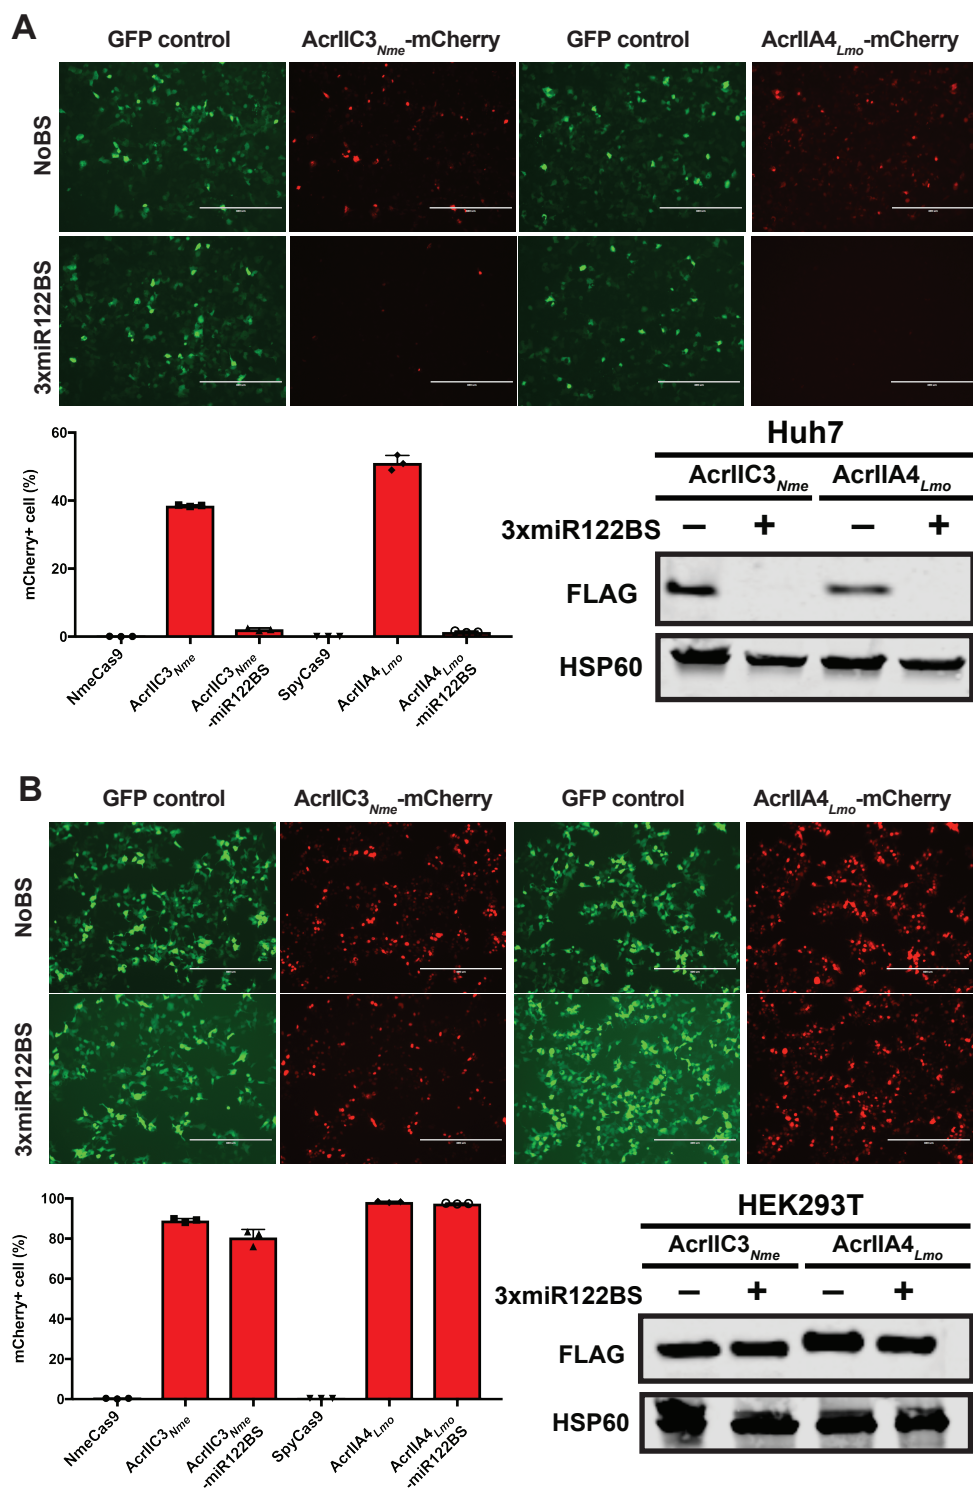 A
GFP control AcrIIC3Nme-mCherry GFP control AcrIIA4Lmo-mCherry
NoBS
3xmiR122BS
mCherry+ cell (%)
60
40
20
0
NmeCas9
AcrIIC3Nme
AcrIIC3Nme
-miR122BS
SpyCas9
AcrIIA4Lmo
AcrIIA4Lmo
-miR122BS
Huh7
AcrIIC3Nme AcrIIA4Lmo
3xmiR122BS − + − +
FLAG
HSP60
B
GFP control AcrIIC3Nme-mCherry GFP control AcrIIA4Lmo-mCherry
NoBS
3xmiR122BS
mCherry+ cell (%)
100
80
60
40
20
0
NmeCas9
AcrIIC3Nme
AcrIIC3Nme
-miR122BS
SpyCas9
AcrIIA4Lmo
AcrIIA4Lmo
-miR122BS
HEK293T
AcrIIC3Nme AcrIIA4Lmo
3xmiR122BS − + − +
FLAG
HSP60